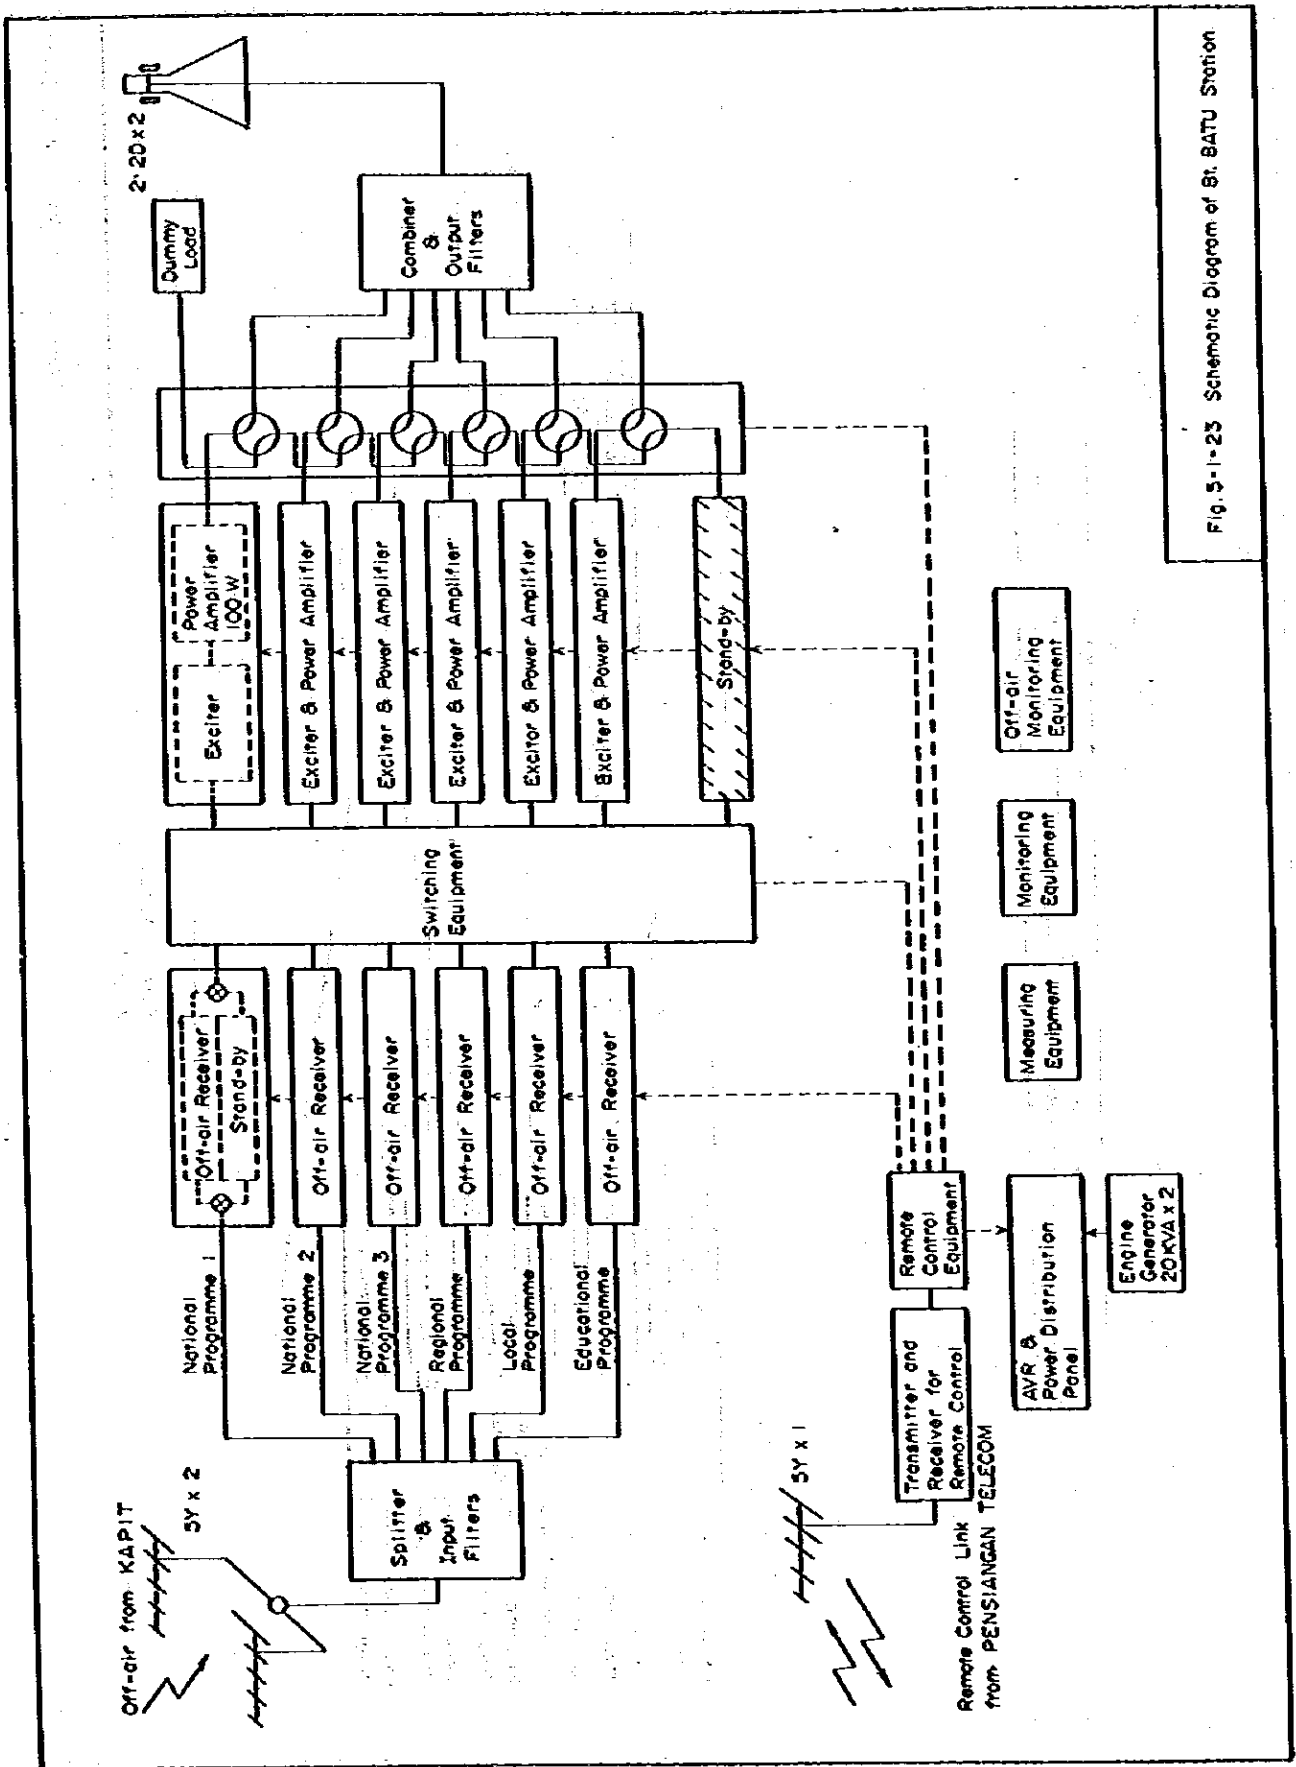 Off-air from KAPIT
5Y x 2
Splitter
&
Input
Filters
National
Programme 1
National
Programme 2
National
Programme 3
Regional
Programme
Local
Programme
Educational
Programme
Off-air Receiver
Stand-by
Off-air Receiver
Off-air Receiver
Off-air Receiver
Off-air Receiver
Off-air Receiver
Switching
Equipment
Exciter
Power
Amplifier
100 W
Exciter & Power Amplifier
Exciter & Power Amplifier
Exciter & Power Amplifier
Excitor & Power Amplifier
Exciter & Power Amplifier
Stand-by
Dummy
Load
2·2D x 2
Combiner
&
Output
Filters
5Y x 1
Remote Control Link
from PENSIANGAN TELECOM
Transmitter and
Receiver for
Remote Control
Remote
Control
Equipment
AVR &
Power Distribution
Panel
Engine
Generator
20 KVA x 2
Measuring
Equipment
Monitoring
Equipment
Off-air
Monitoring
Equipment
Fig. 5-1-23 Schematic Diagram of Bt. BATU Station